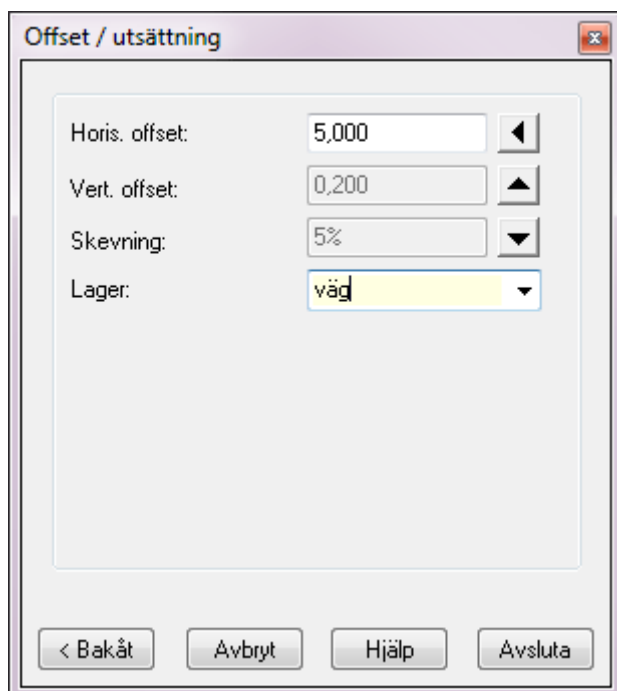 Offset / utsättning
Horis. offset: 5,000
Vert. offset: 0,200
Skevning: 5%
Lager: väg
< Bakåt Avbryt Hjälp Avsluta